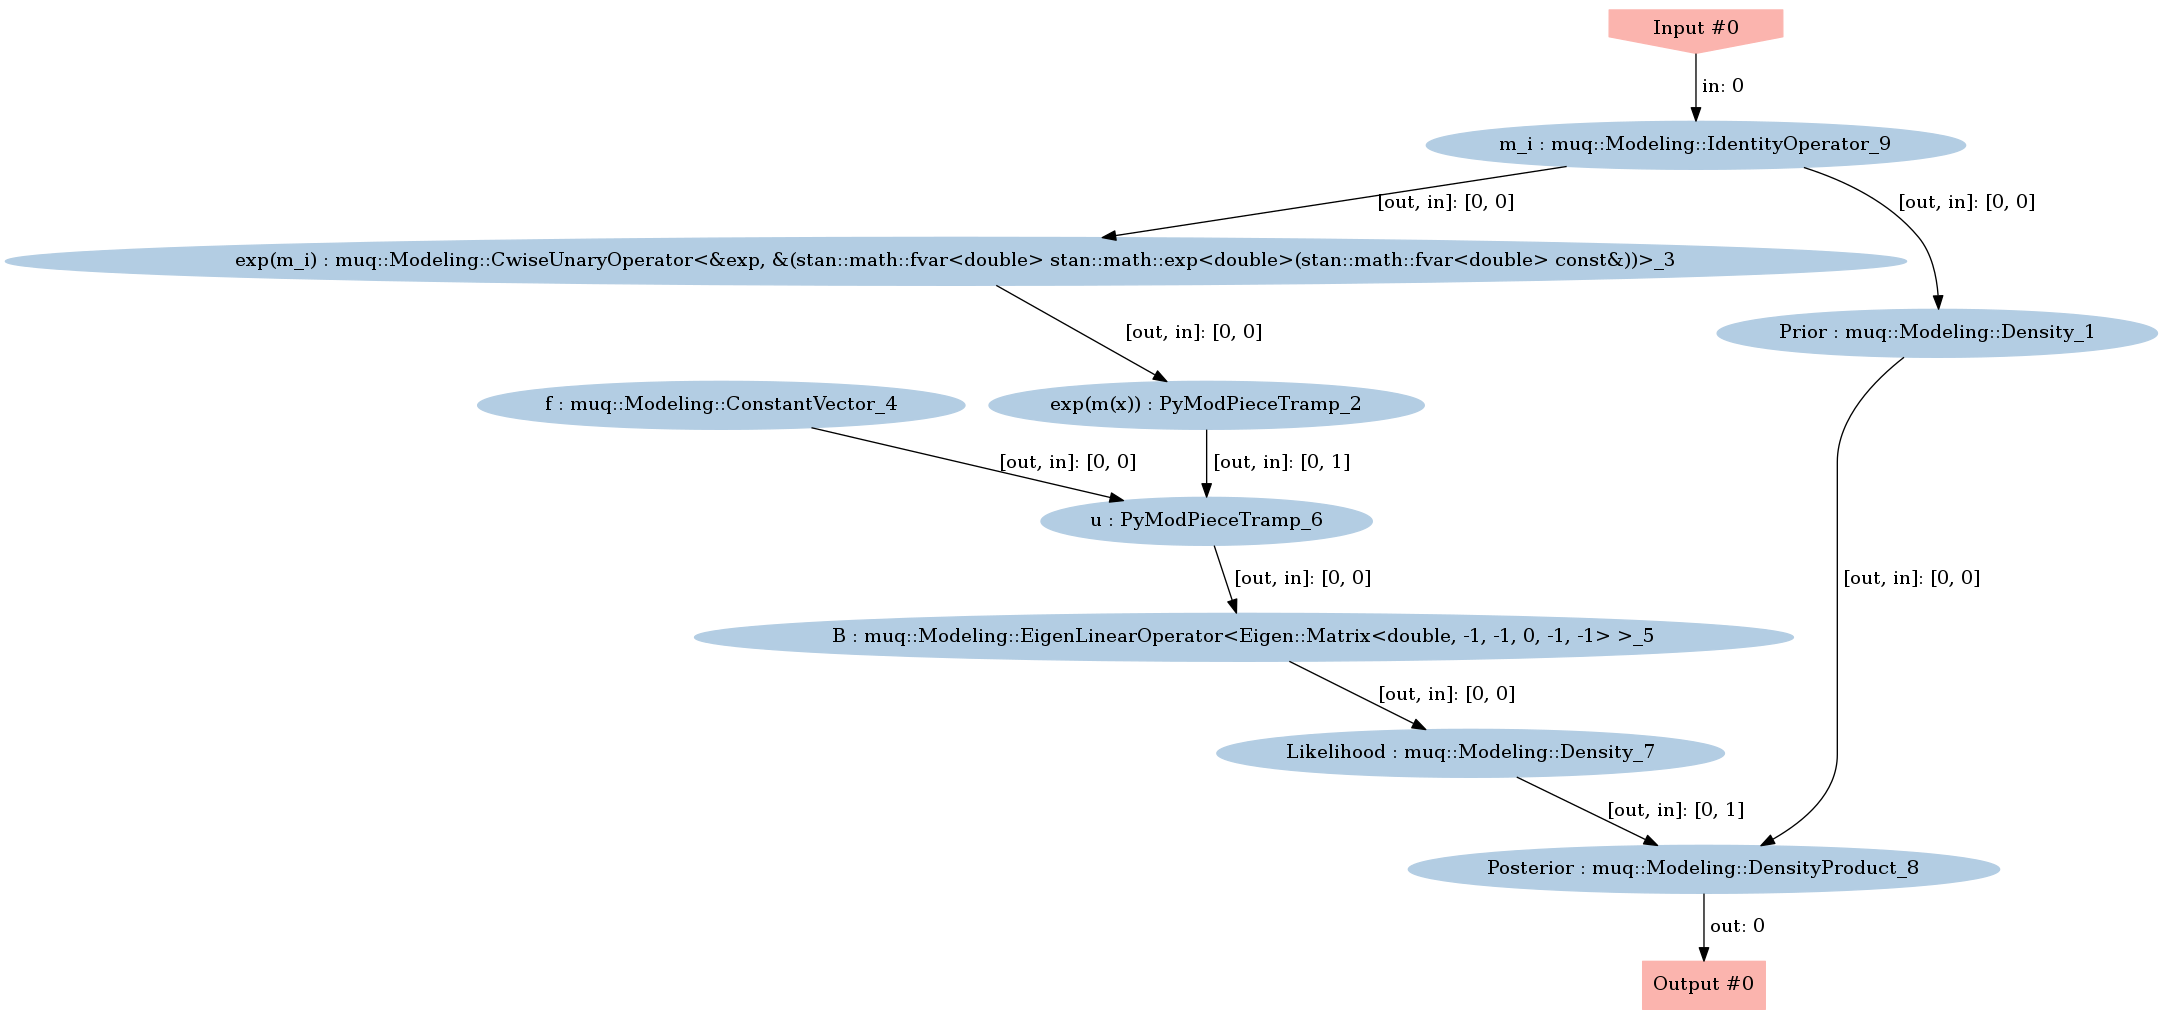 Input #0
in: 0
m_i : muq::Modeling::IdentityOperator_9
[out, in]: [0, 0]
[out, in]: [0, 0]
exp(m_i) : muq::Modeling::CwiseUnaryOperator<&exp, &(stan::math::fvar<double> stan::math::exp<double>(stan::math::fvar<double> const&))>_3
[out, in]: [0, 0]
Prior : muq::Modeling::Density_1
f : muq::Modeling::ConstantVector_4
exp(m(x)) : PyModPieceTramp_2
[out, in]: [0, 0]
[out, in]: [0, 1]
u : PyModPieceTramp_6
[out, in]: [0, 0]
[out, in]: [0, 0]
B : muq::Modeling::EigenLinearOperator<Eigen::Matrix<double, -1, -1, 0, -1, -1> >_5
[out, in]: [0, 0]
Likelihood : muq::Modeling::Density_7
[out, in]: [0, 1]
Posterior : muq::Modeling::DensityProduct_8
out: 0
Output #0